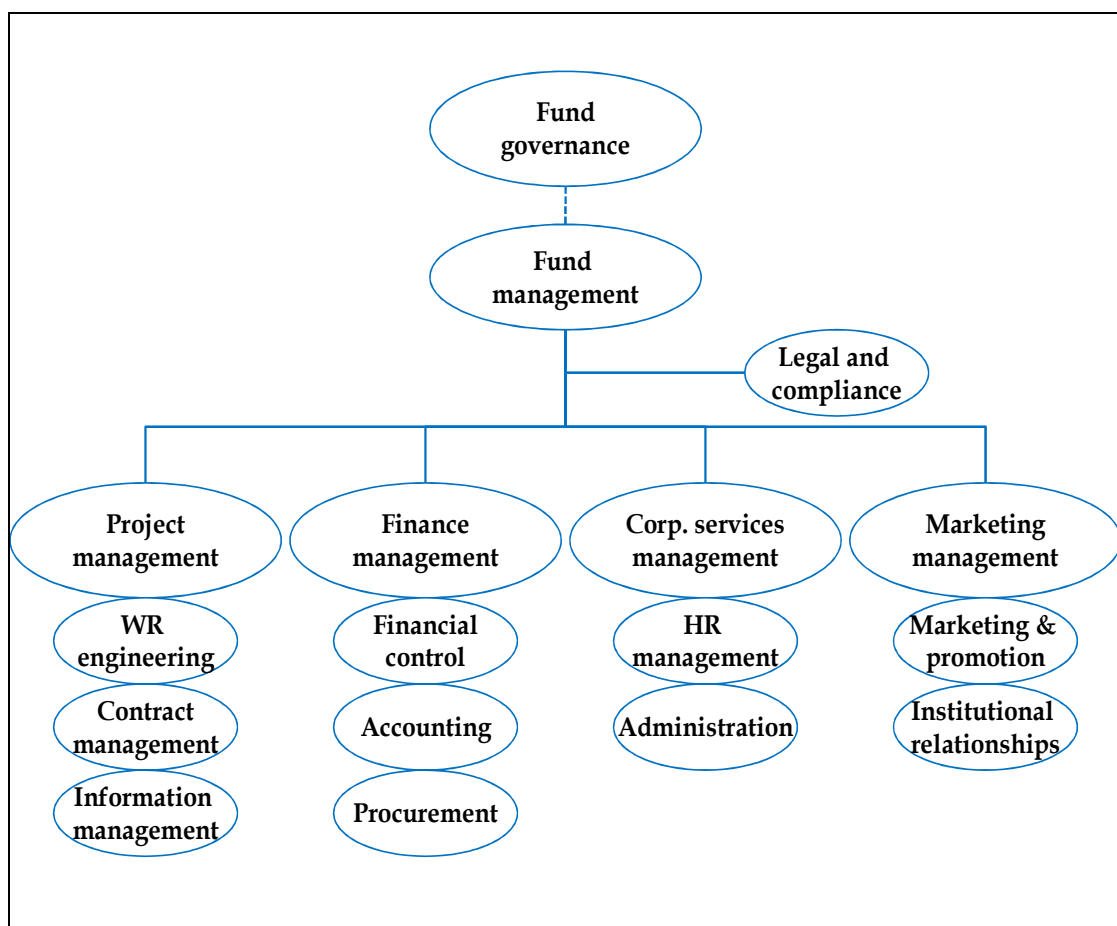 Fund
governance
Fund
management
Legal and
compliance
Project
management
Finance
management
Corp. services
management
Marketing
management
WR
engineering
Financial
control
HR
management
Marketing &
promotion
Contract
management
Accounting
Administration
Institutional
relationships
Information
management
Procurement